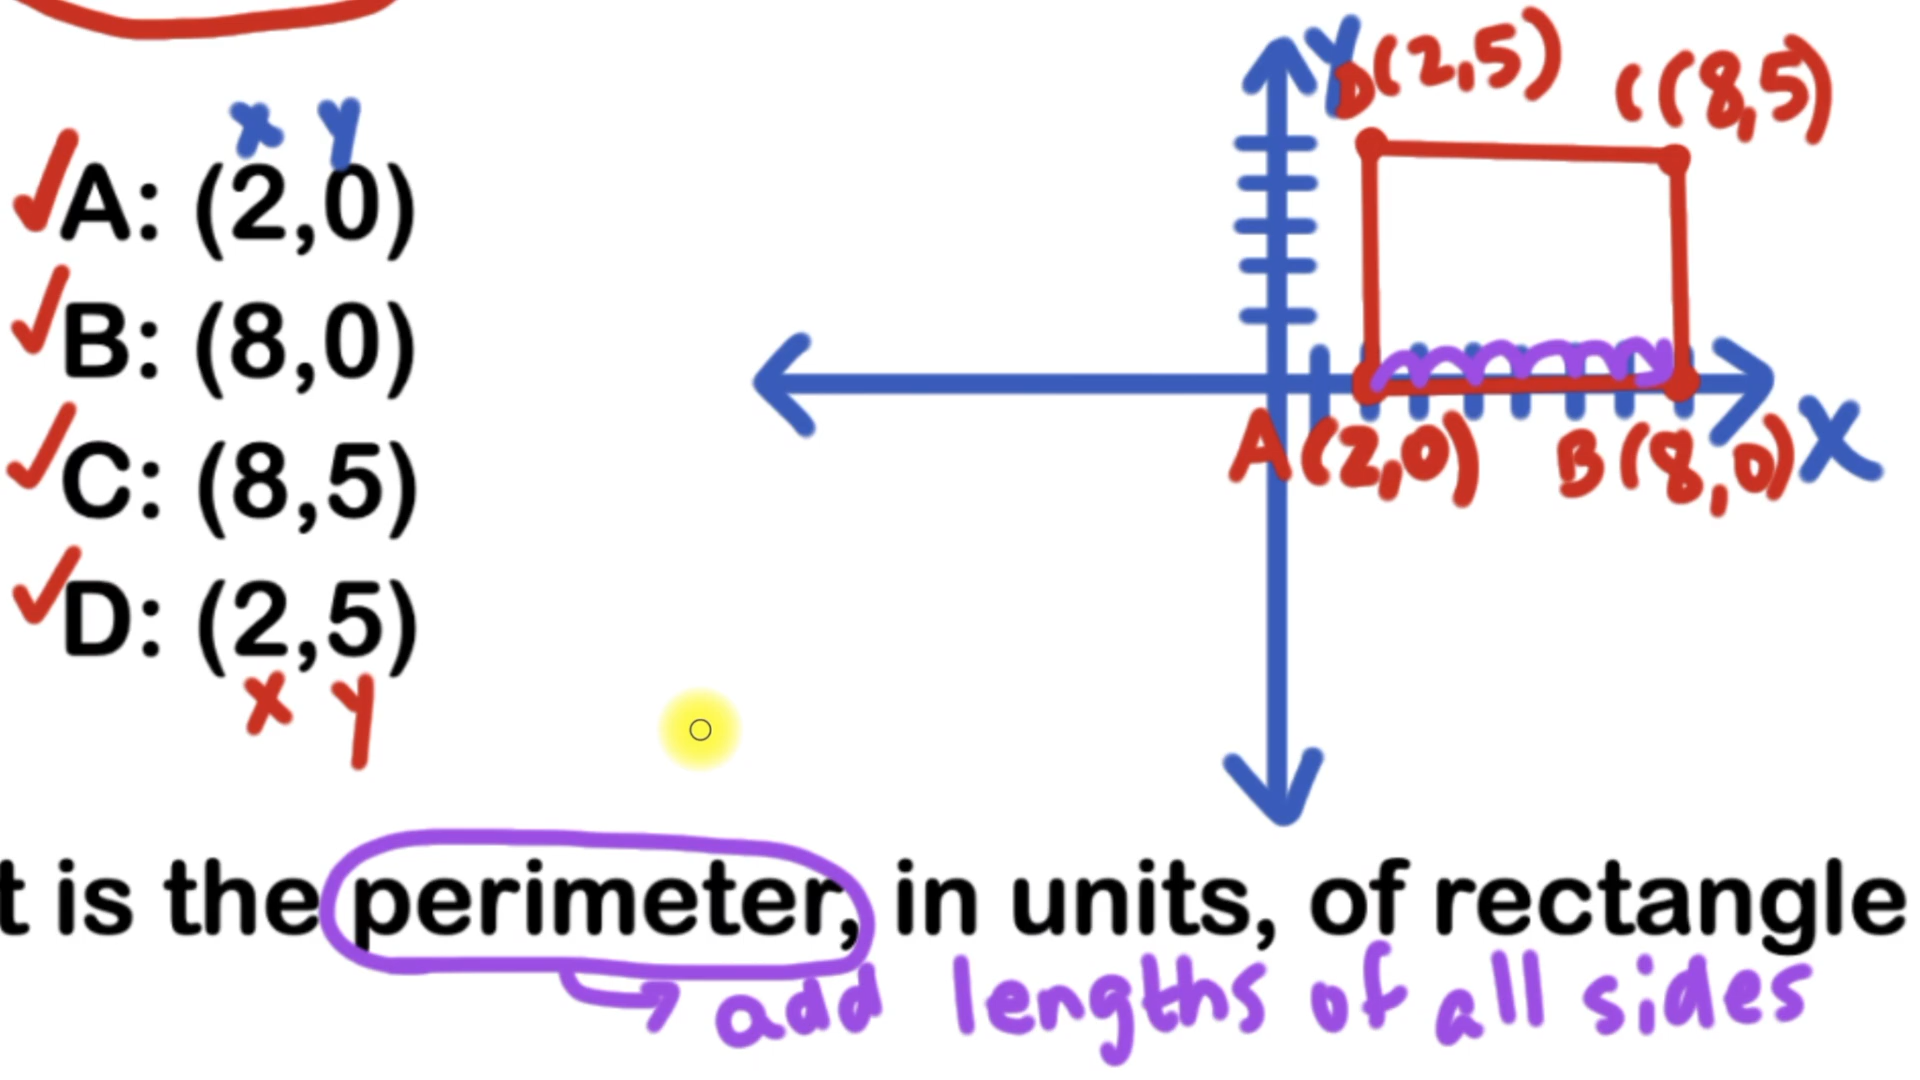 x y
A: (2,0)
B: (8,0)
C: (8,5)
D: (2,5)
x y
Y
D(2,5)
C(8,5)
A(2,0)
B(8,0)
X
t is the perimeter, in units, of rectangle
add lengths of all sides